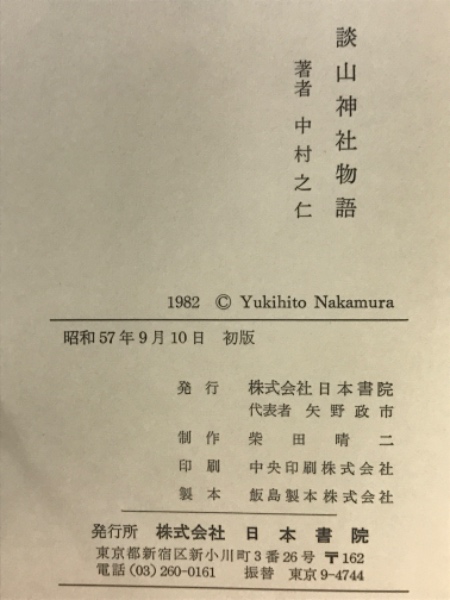 談山神社物語
著者 中村之仁
1982 © Yukihito Nakamura
昭和57年9月10日 初版
発行 株式会社日本書院
代表者 矢野政市
制作 柴田晴二
印刷 中央印刷株式会社
製本 飯島製本株式会社
発行所 株式会社 日本書院
東京都新宿区新小川町3番26号 〒162
電話(03)260-0161 振替 東京9-4744